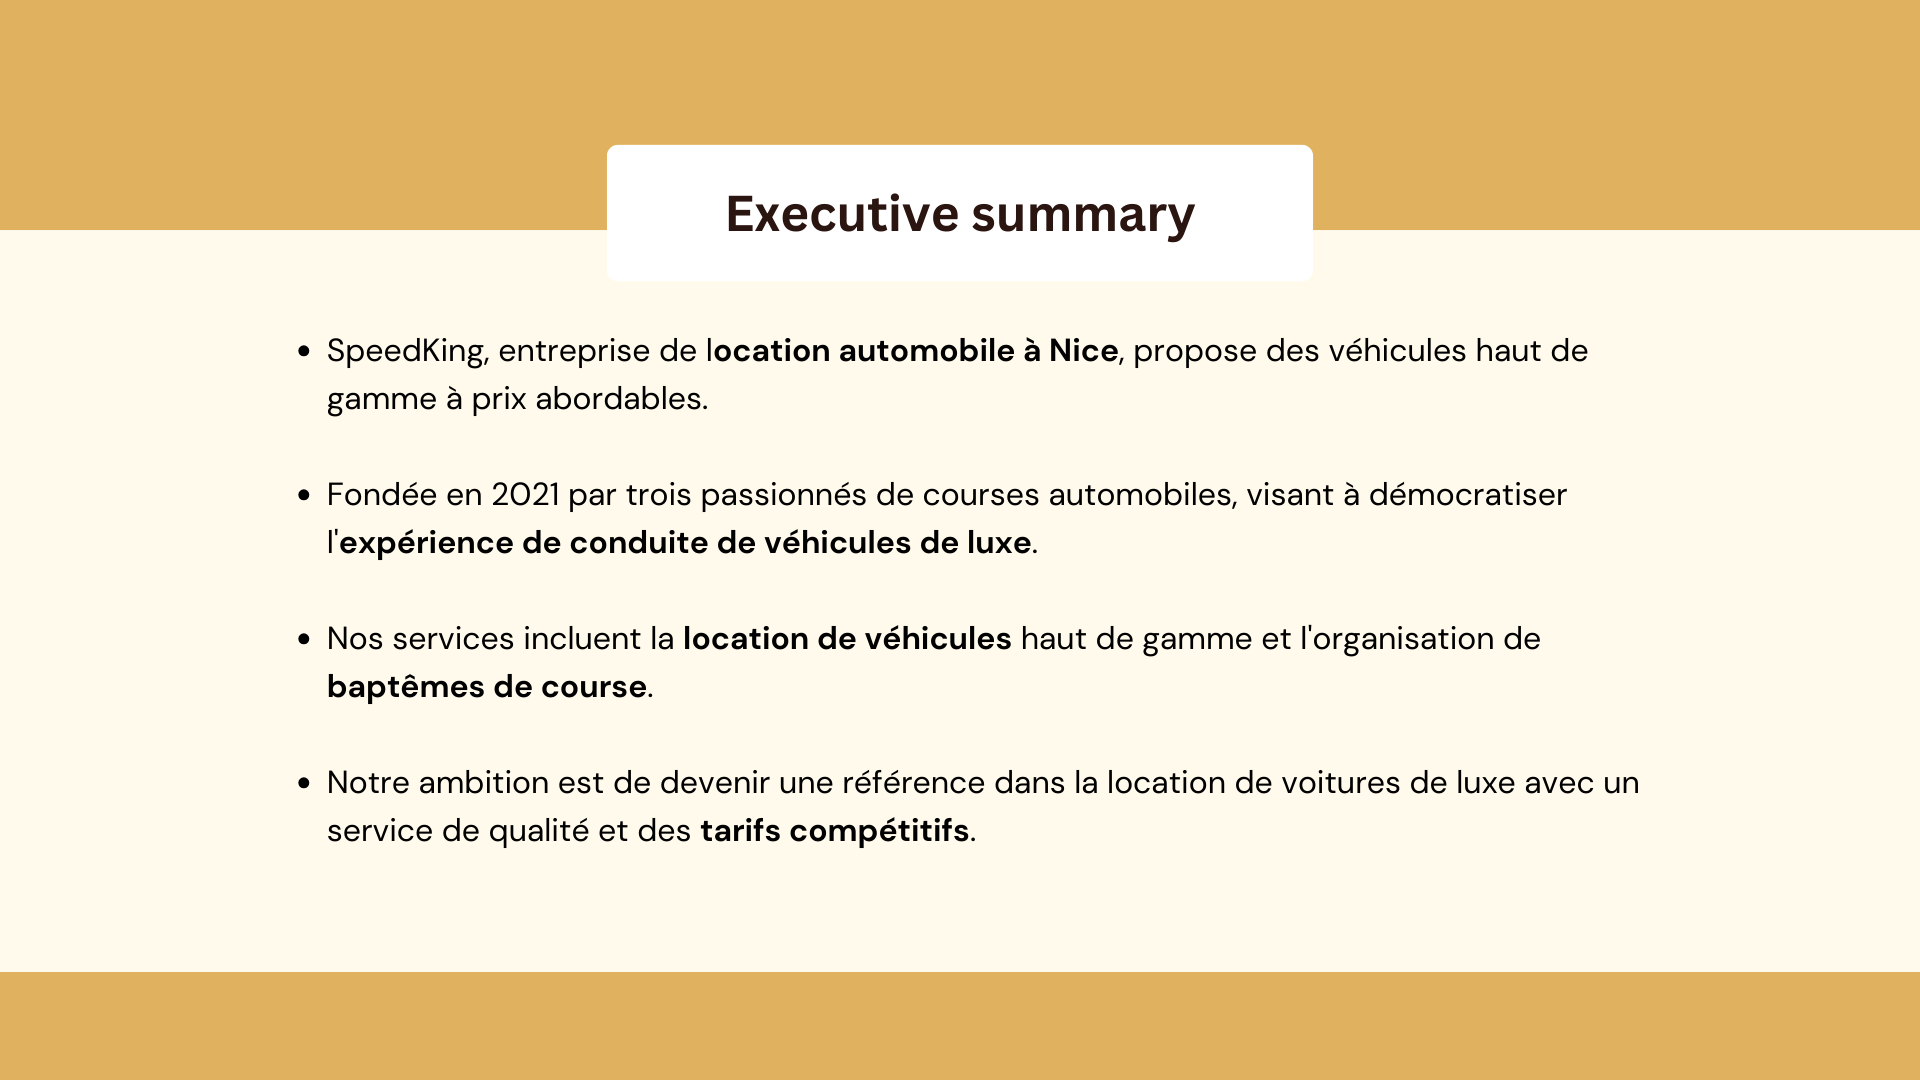 Executive summary
SpeedKing, entreprise de location automobile à Nice, propose des véhicules haut de
gamme à prix abordables.
Fondée en 2021 par trois passionnés de courses automobiles, visant à démocratiser
l'expérience de conduite de véhicules de luxe.
Nos services incluent la location de véhicules haut de gamme et l'organisation de
baptêmes de course.
Notre ambition est de devenir une référence dans la location de voitures de luxe avec un
service de qualité et des tarifs compétitifs.